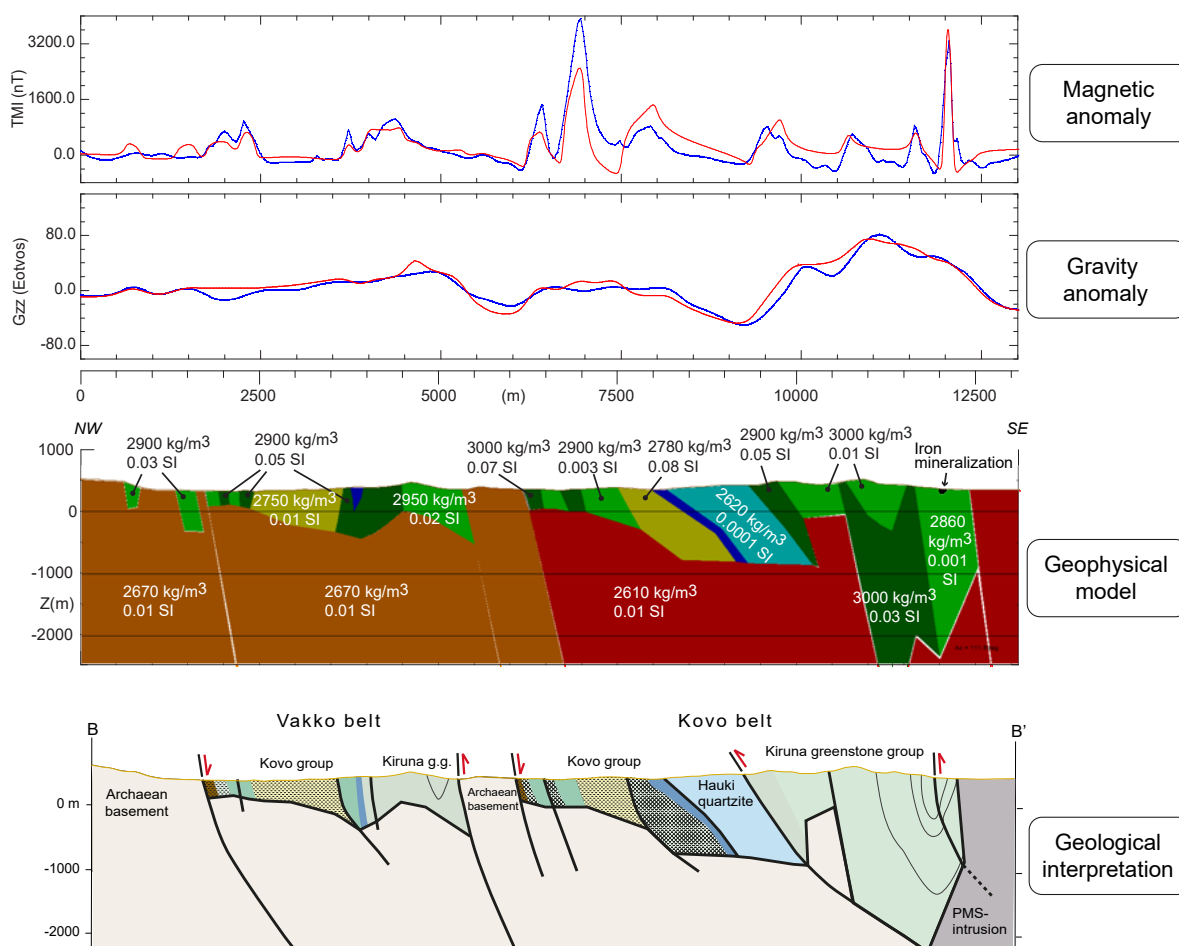 TMI (nT)
3200.0
1600.0
0.0
Magnetic
anomaly
Gzz (Eotvos)
80.0
0.0
-80.0
Gravity
anomaly
0 2500 5000 (m) 7500 10000 12500
NW
SE
1000
0
-1000
Z(m)
-2000
2900 kg/m3
0.03 SI
2900 kg/m3
0.05 SI
3000 kg/m3
0.07 SI
2900 kg/m3
0.003 SI
2780 kg/m3
0.08 SI
2900 kg/m3
0.05 SI
3000 kg/m3
0.01 SI
Iron
mineralization
2750 kg/m3
0.01 SI
2950 kg/m3
0.02 SI
2620 kg/m3
0.0001 SI
2860
kg/m3
0.001
SI
2670 kg/m3
0.01 SI
2670 kg/m3
0.01 SI
2610 kg/m3
0.01 SI
3000 kg/m3
0.03 SI
Geophysical
model
B
Vakko belt
Kovo belt
B'
Kovo group
Kiruna g.g.
Kovo group
Kiruna greenstone group
Archaean
basement
Archaean
basement
Hauki
quartzite
PMS-
intrusion
0 m
-1000
-2000
Geological
interpretation